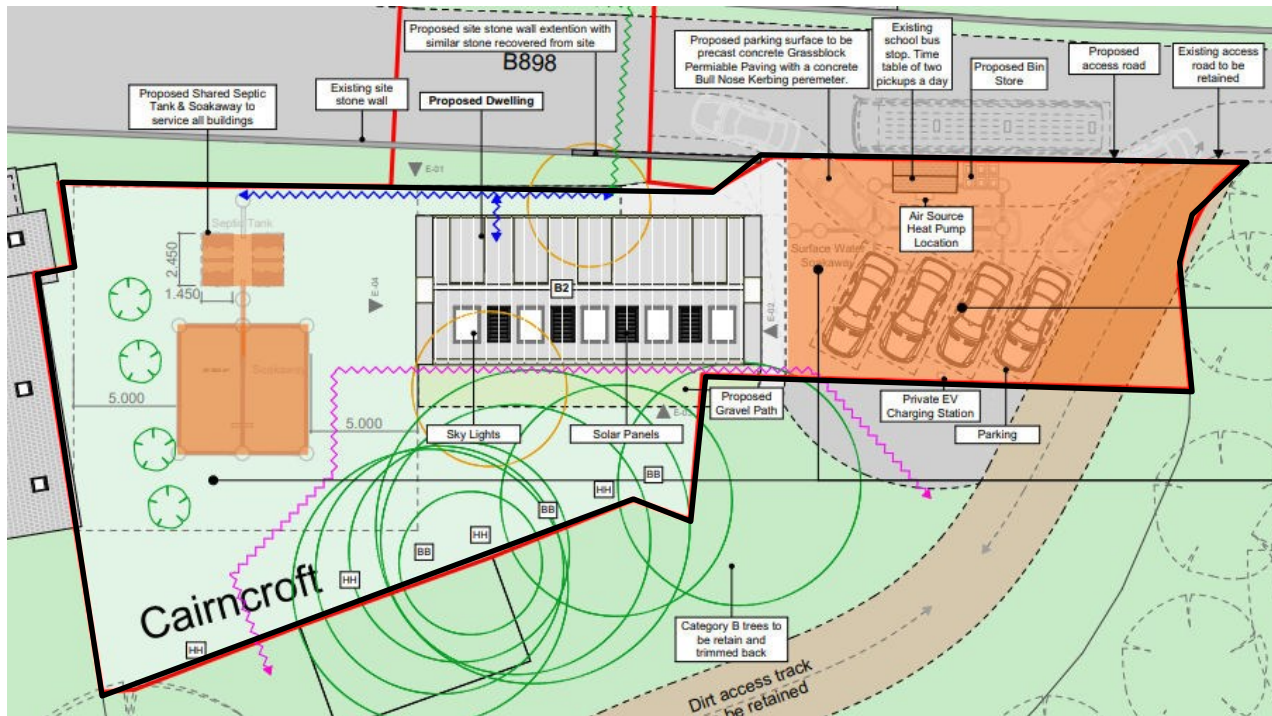 Proposed site stone wall extention with
similar stone recovered from site
B898
Proposed parking surface to be
precast concrete Grassblock
Permiable Paving with a concrete
Bull Nose Kerbing peremeter.
Existing
school bus
stop. Time
table of two
pickups a day
Proposed Bin
Store
Proposed
access road
Existing access
road to be
retained
Proposed Shared Septic
Tank & Soakaway to
service all buildings
Existing site
stone wall
Proposed Dwelling
E-01
Septic Tank
2.450
1.450
E-04
B2
E-02
Surface Water
Soakaway
Air Source
Heat Pump
Location
Soakaway
5.000
5.000
Sky Lights
Solar Panels
E-03
Proposed
Gravel Path
Private EV
Charging Station
Parking
BB
HH
BB
HH
BB
HH
HH
Cairncroft
Category B trees to
be retain and
trimmed back
Dirt access track
be retained